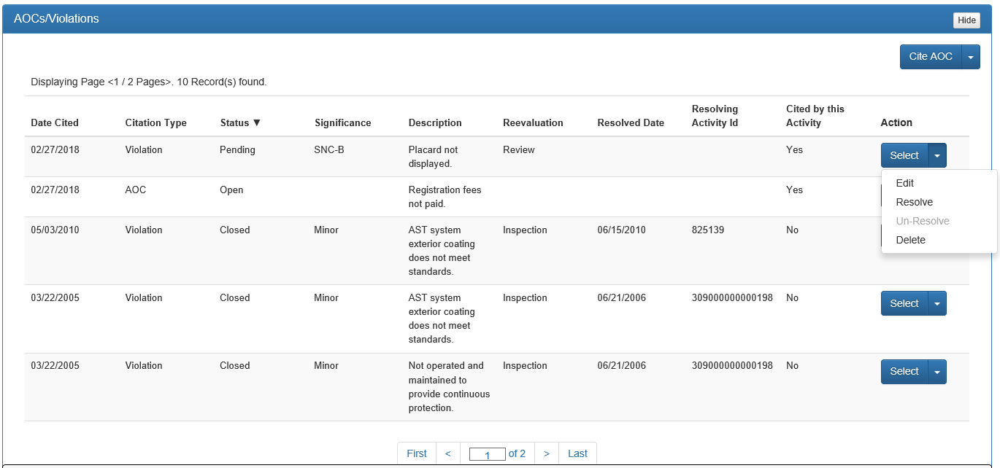 AOCs/Violations
Hide
Cite AOC
Displaying Page <1 / 2 Pages>. 10 Record(s) found.
Date Cited Citation Type Status ▼ Significance Description Reevaluation Resolved Date Resolving Activity Id Cited by this Activity Action
02/27/2018 Violation Pending SNC-B Placard not Review Yes Select
displayed.
Edit
Resolve
Un-Resolve
Delete
02/27/2018 AOC Open Registration fees Yes
not paid.
05/03/2010 Violation Closed Minor AST system Inspection 06/15/2010 825139 No
exterior coating
does not meet
standards.
03/22/2005 Violation Closed Minor AST system Inspection 06/21/2006 309000000000198 No Select
exterior coating
does not meet
standards.
03/22/2005 Violation Closed Minor Not operated and Inspection 06/21/2006 309000000000198 No Select
maintained to
provide continuous
protection.
First < 1 of 2 > Last